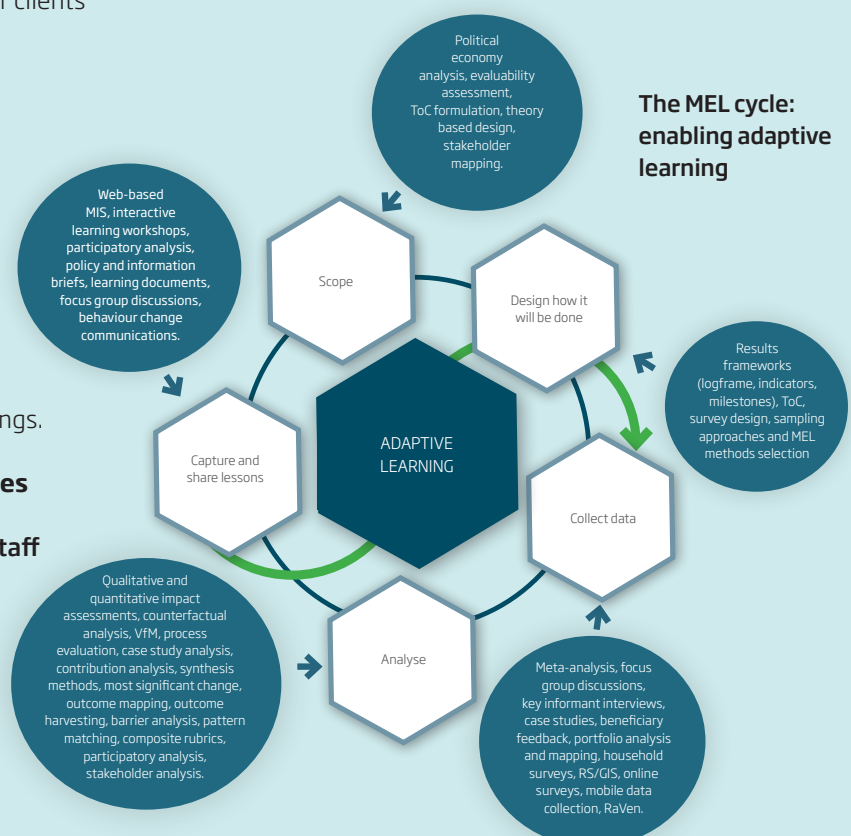 r clients
The MEL cycle:
enabling adaptive
learning
Political
economy
analysis, evaluability
assessment,
ToC formulation, theory
based design,
stakeholder
mapping.
Web-based
MIS, interactive
learning workshops,
participatory analysis,
policy and information
briefs, learning documents,
focus group discussions,
behaviour change
communications.
Scope
Design how it
will be done
Results
frameworks
(logframe, indicators,
milestones), ToC,
survey design, sampling
approaches and MEL
methods selection
ngs.
es
taff
ADAPTIVE
LEARNING
Capture and
share lessons
Collect data
Analyse
Qualitative and
quantitative impact
assessments, counterfactual
analysis, VfM, process
evaluation, case study analysis,
contribution analysis, synthesis
methods, most significant change,
outcome mapping, outcome
harvesting, barrier analysis, pattern
matching, composite rubrics,
participatory analysis,
stakeholder analysis.
Meta-analysis, focus
group discussions,
key informant interviews,
case studies, beneficiary
feedback, portfolio analysis
and mapping, household
surveys, RS/GIS, online
surveys, mobile data
collection, RaVen.